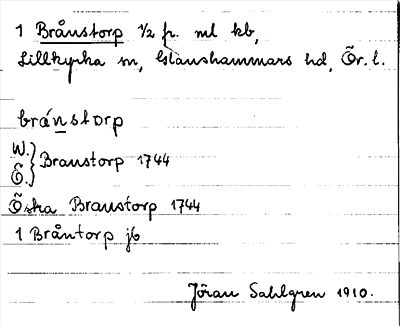 1 Brånstorp ½ fr. ml kb,
Lillkyrka sn, Glanshammars hd, Ör. l.
brånstorp
W.} Branstorp 1744
Ö.}
Östra Branstorp 1744
1 Bråntorp jb
Jöran Sahlgren 1910.